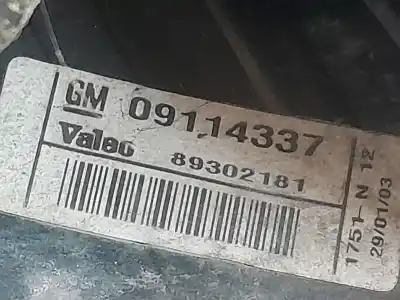 GM 09114337
Valeo 89302181
1751- N 12
29/01/03